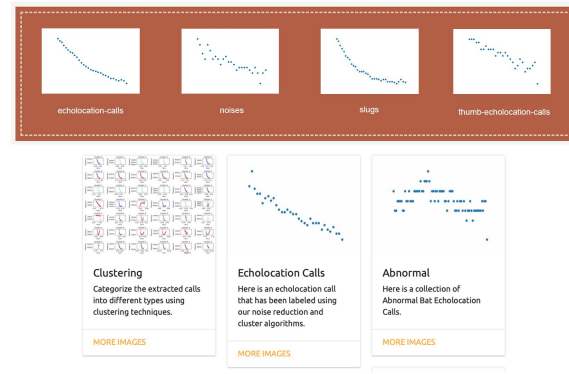 echolocation-calls
noises
slugs
thumb-echolocation-calls
Clustering
Categorize the extracted calls
into different types using
clustering techniques.
MORE IMAGES
Echolocation Calls
Here is an echolocation call
that has been labeled using
our noise reduction and
cluster algorithms.
MORE IMAGES
Abnormal
Here is a collection of
Abnormal Bat Echolocation
Calls.
MORE IMAGES